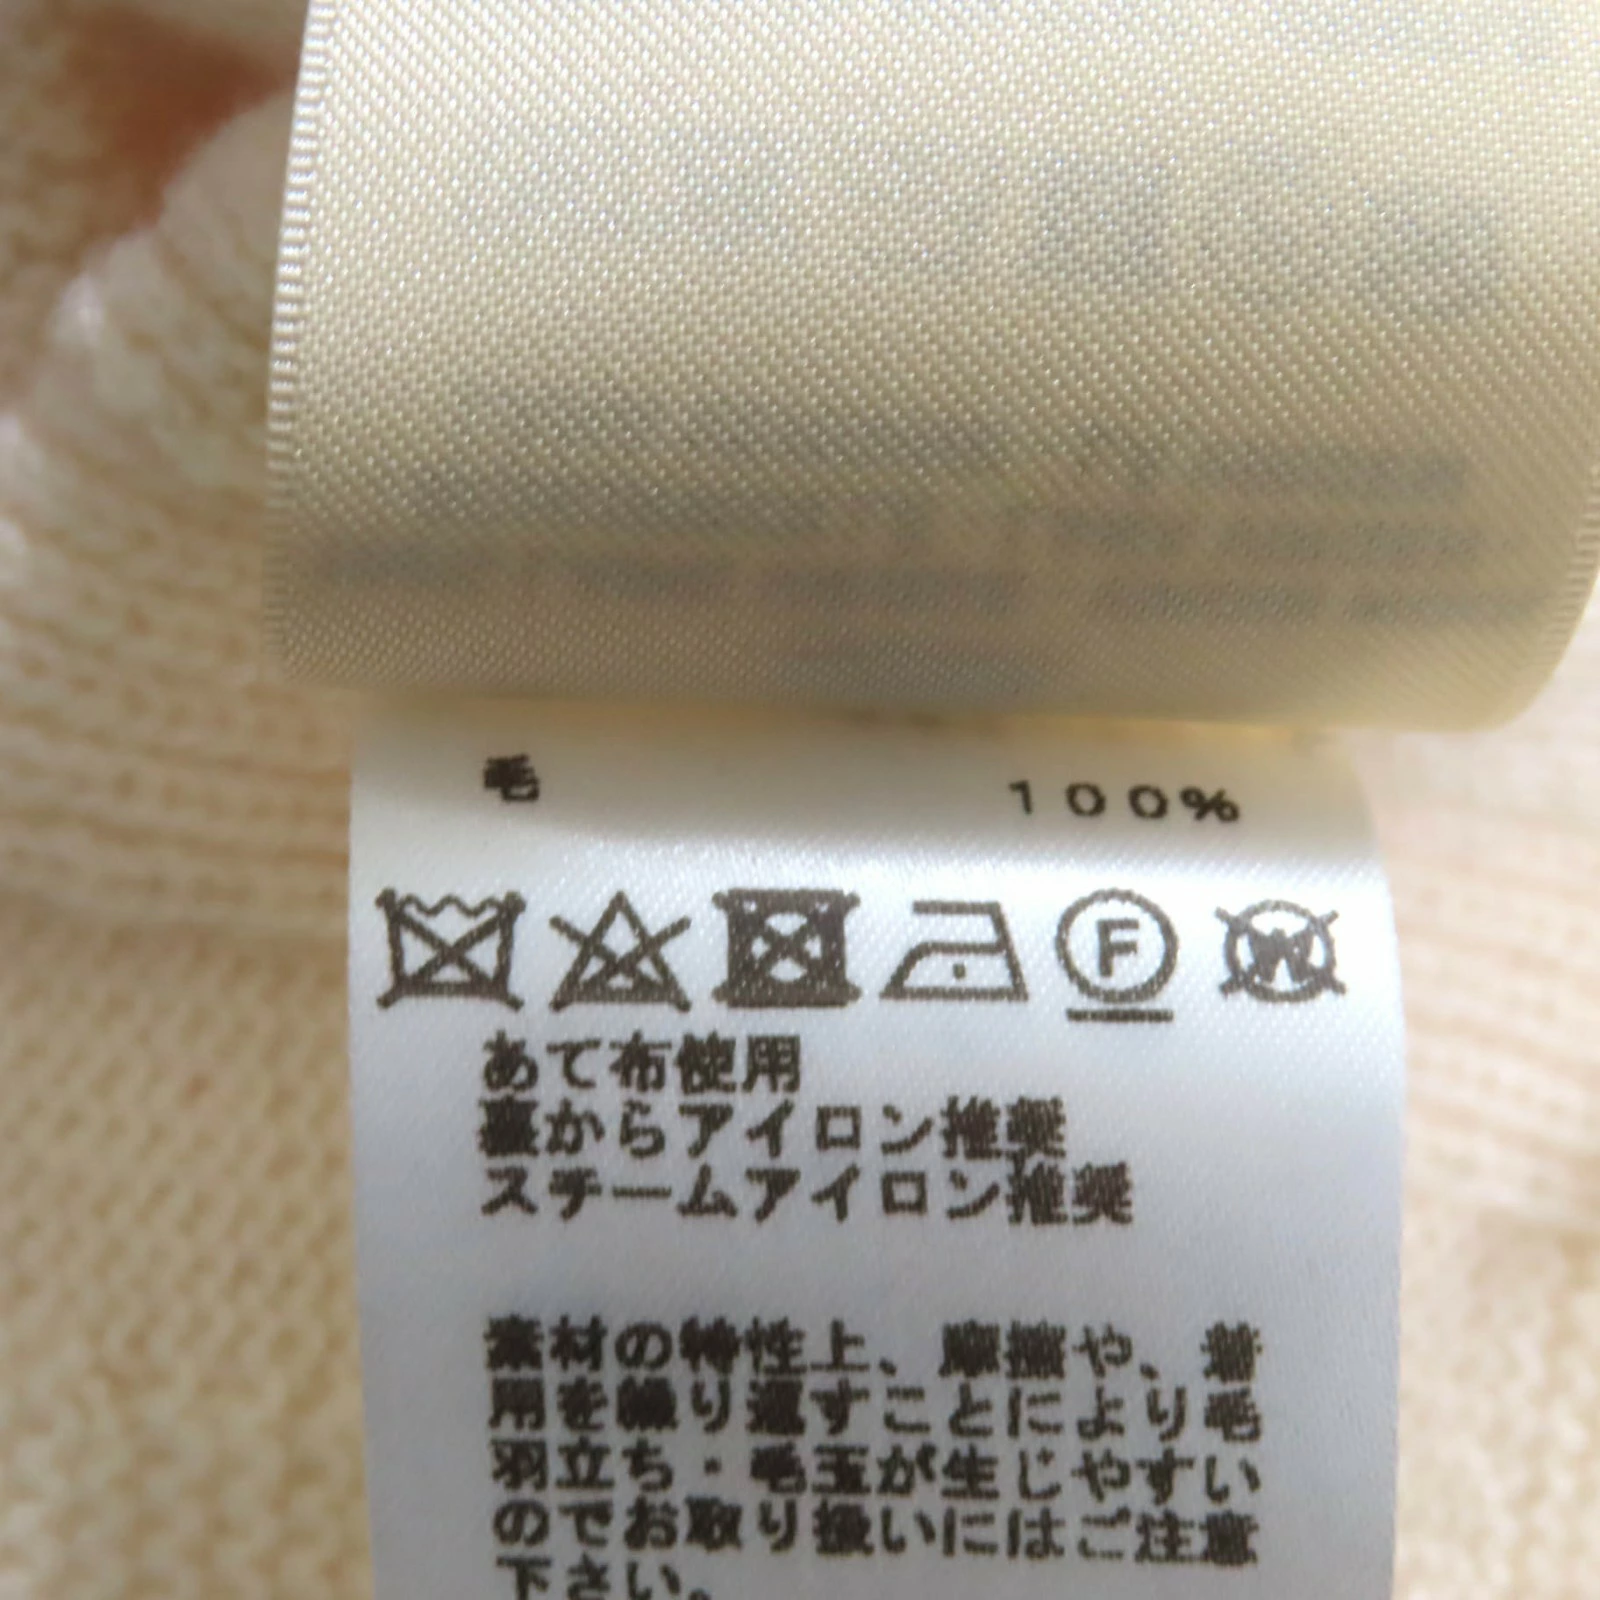 毛 100%
F W
あて布使用
裏からアイロン推奨
スチームアイロン推奨
素材の特性上、摩擦や、着
用を繰り返すことにより毛
羽立ち・毛玉が生じやすい
のでお取り扱いにはご注意
下さい。